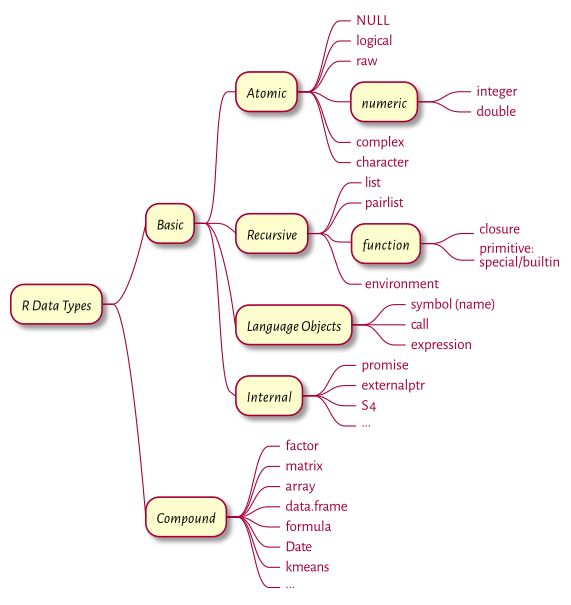 NULL
logical
raw
Atomic
numeric
integer
double
complex
character
Basic
list
pairlist
Recursive
function
closure
primitive:
special/builtin
environment
R Data Types
Language Objects
symbol (name)
call
expression
Internal
promise
externalptr
S4
...
Compound
factor
matrix
array
data.frame
formula
Date
kmeans
...